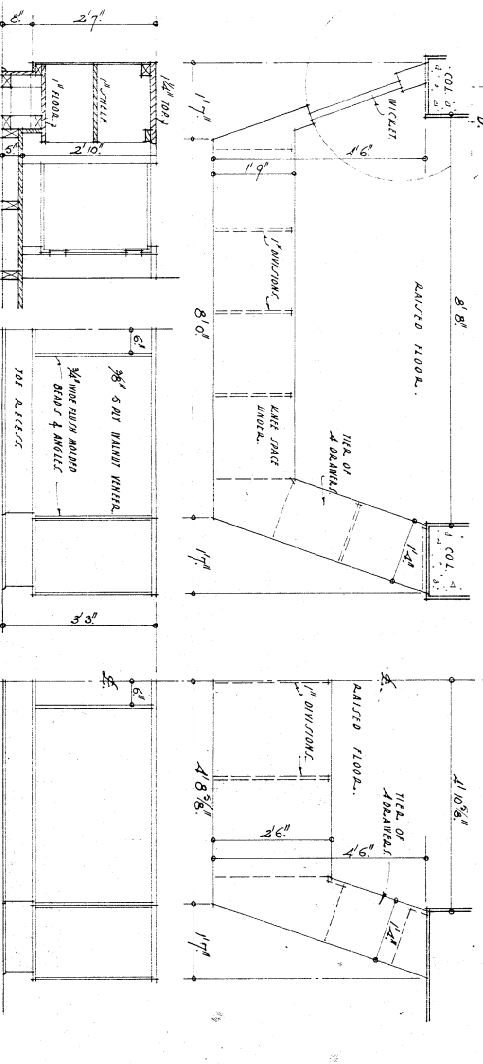 D.
COL
COL
WICKET.
8'8"
RAISED FLOOR.
4'6"
1'9"
1'7"
8'0"
1'7"
1" DIVISIONS
KNEE SPACE
UNDER.
TIER OF
4 DRAWERS
1'4"
2'7"
8"
1¼" TOP
1" SHELF
1" FLOOR
2'10"
5"
6"
⅜" 5 PLY WALNUT VENEER
¾" WIDE FLUSH MOLDED
BEADS & ANGLES
TOE RECESS
3'3"
4'10⅝"
RAISED FLOOR.
1" DIVISIONS
TIER OF
4 DRAWERS
1'4"
2'6"
4'6"
4'8⅝"
1'7"
6"